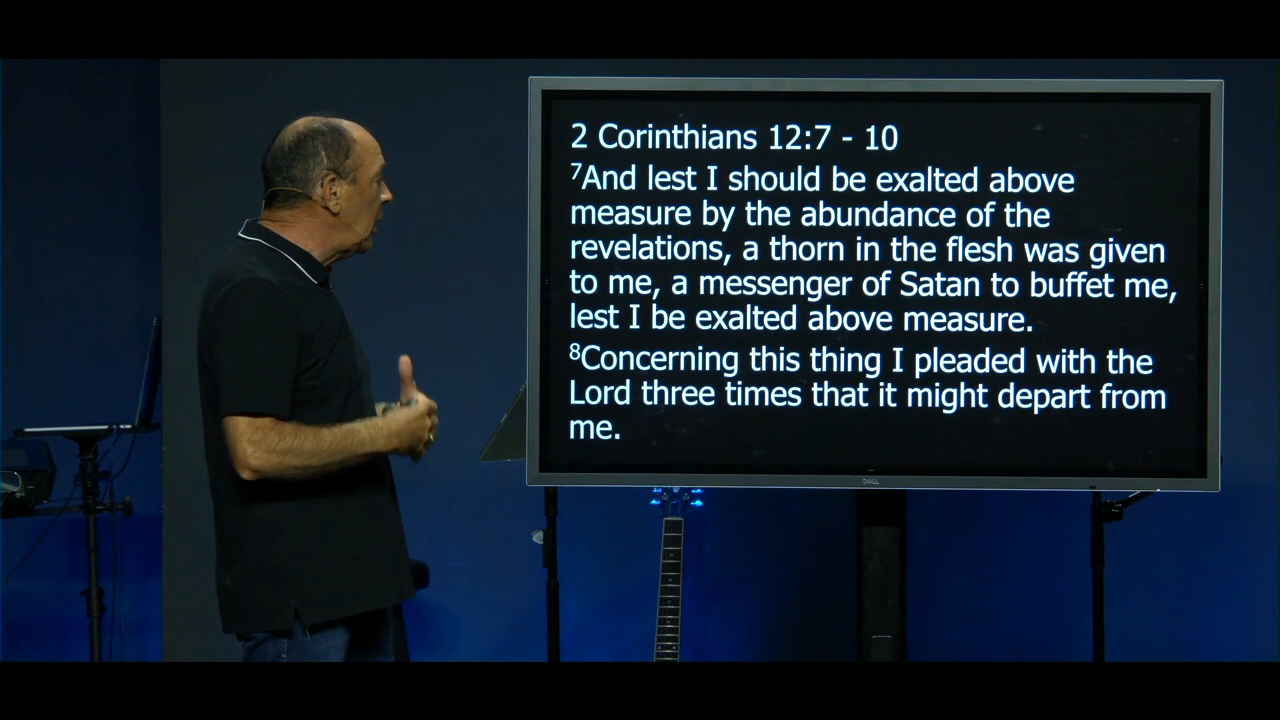 2 Corinthians 12:7 - 10
⁷And lest I should be exalted above
measure by the abundance of the
revelations, a thorn in the flesh was given
to me, a messenger of Satan to buffet me,
lest I be exalted above measure.
⁸Concerning this thing I pleaded with the
Lord three times that it might depart from
me.
DELL